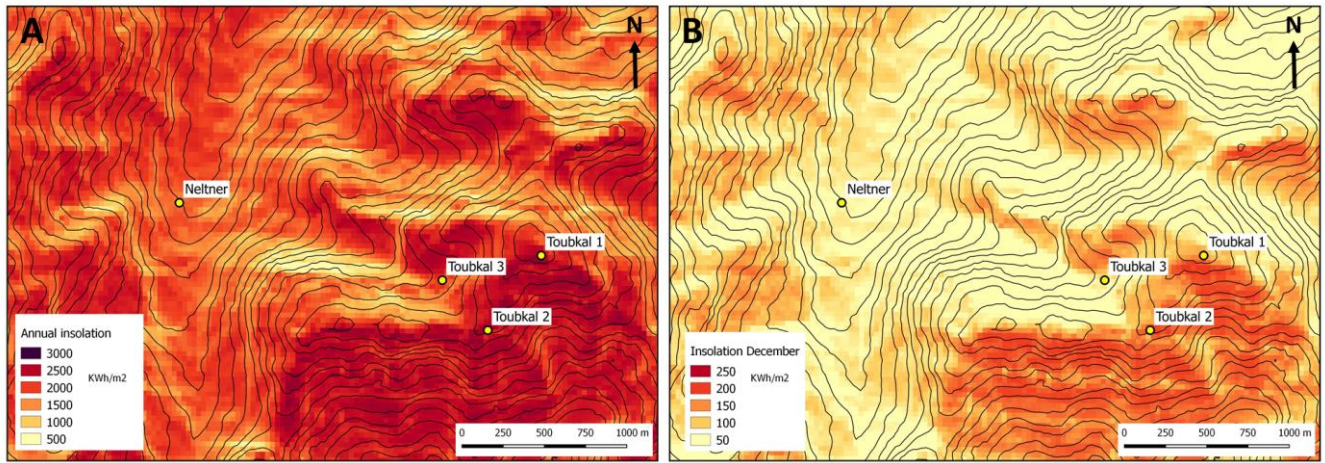 A
N
Neltner
Toubkal 1
Toubkal 3
Toubkal 2
Annual insolation
3000
2500
KWh/m2
2000
1500
1000
500
0 250 500 750 1000 m
B
N
Neltner
Toubkal 1
Toubkal 3
Toubkal 2
Insolation December
250
KWh/m2
200
150
100
50
0 250 500 750 1000 m